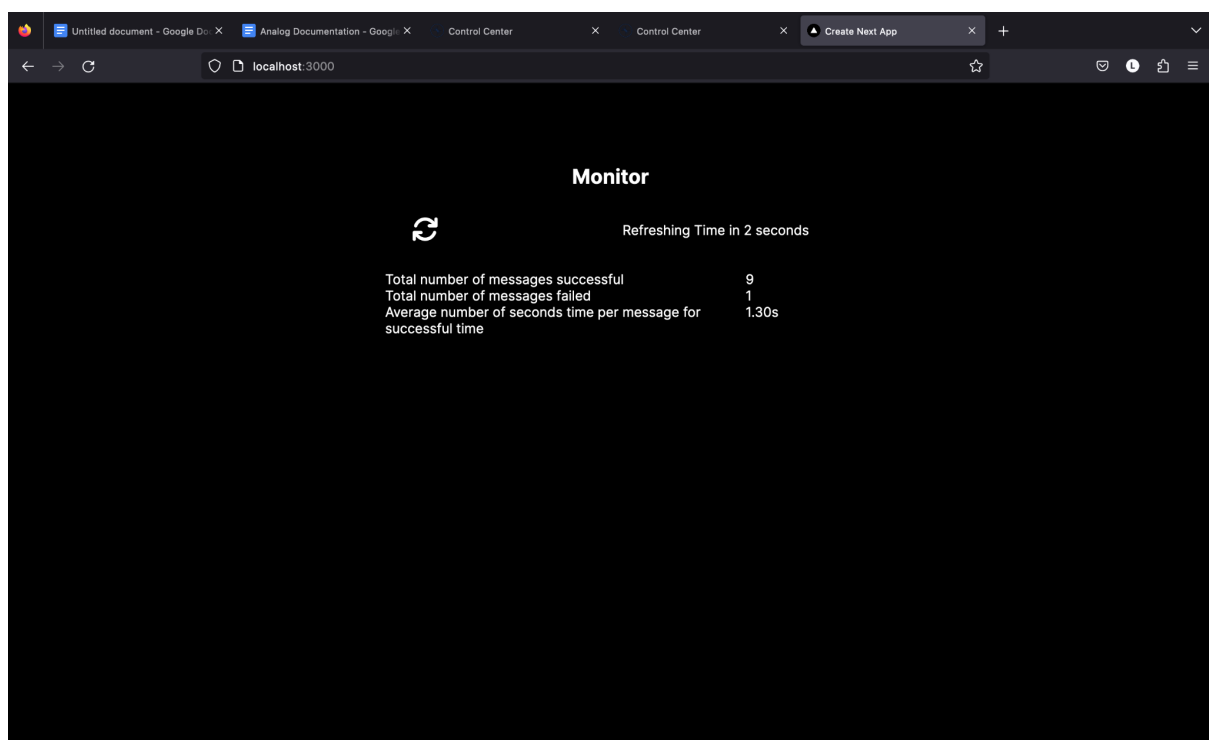 Untitled document - Google Do
Analog Documentation - Google
Control Center
Control Center
Create Next App
localhost:3000
L
Monitor
Refreshing Time in 2 seconds
Total number of messages successful 9
Total number of messages failed 1
Average number of seconds time per message for 1.30s
successful time